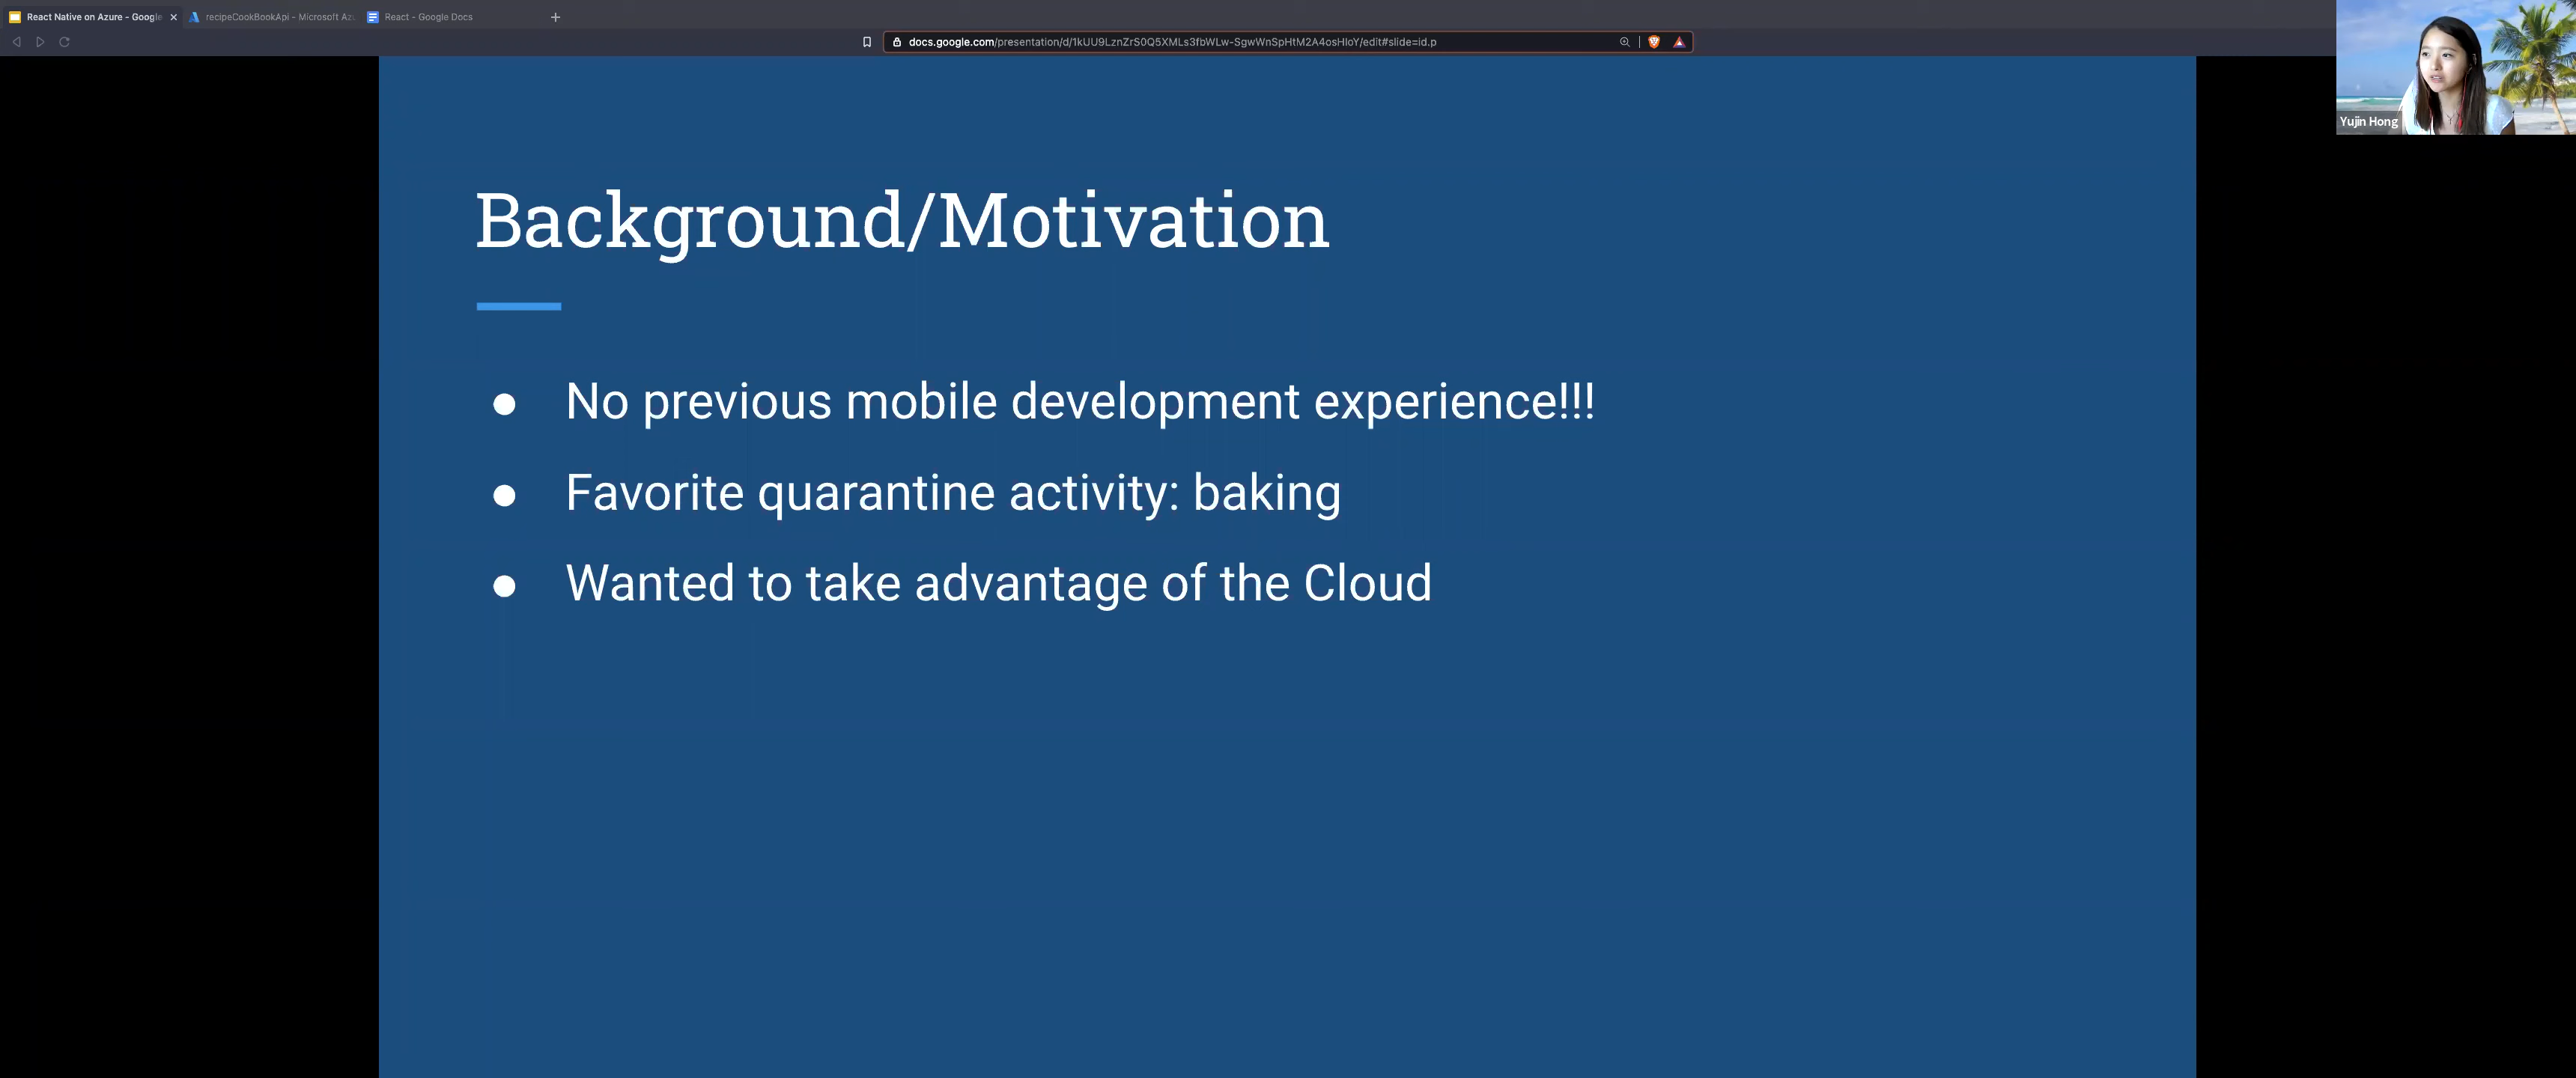 React Native on Azure - Google
recipeCookBookApi - Microsoft Az
React - Google Docs
docs.google.com/presentation/d/1kUU9LznZrS0Q5XMLs3fbWLw-SgwWnSpHtM2A4osHIoY/edit#slide=id.p
Yujin Hong
Background/Motivation
● No previous mobile development experience!!!
● Favorite quarantine activity: baking
● Wanted to take advantage of the Cloud